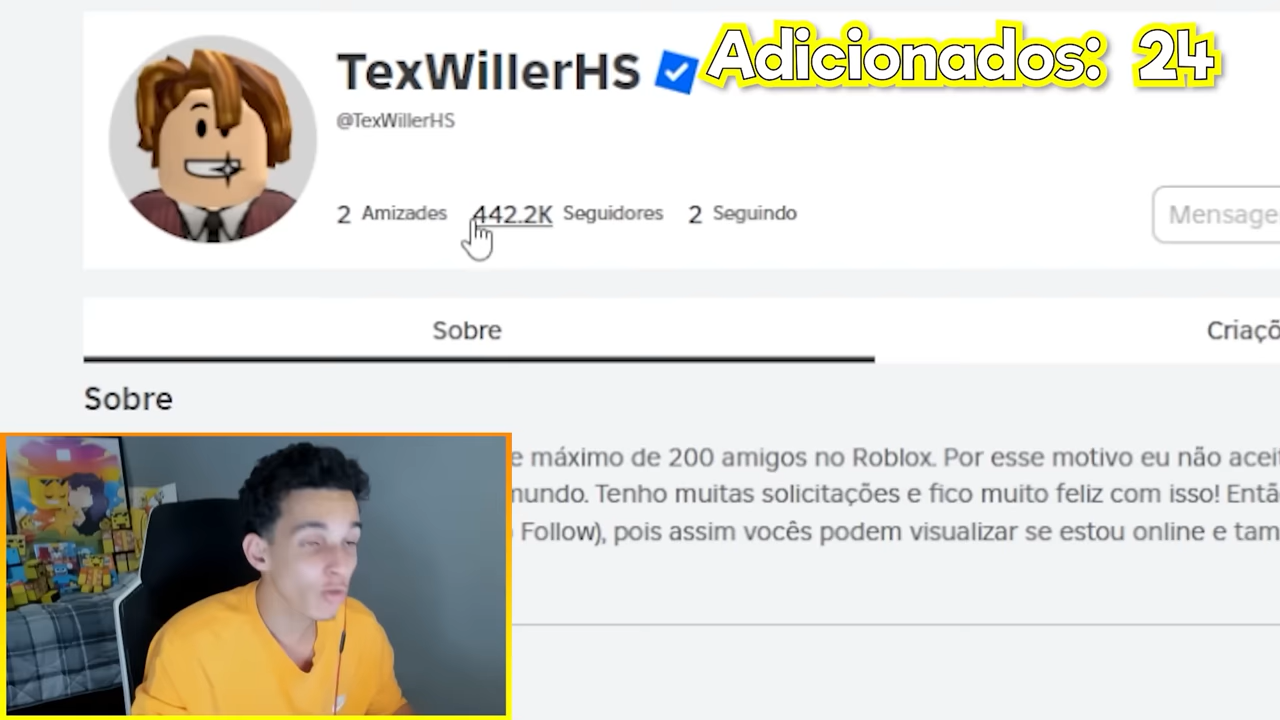 Adicionados: 24
TexWillerHS
@TexWillerHS
2 Amizades 442.2K Seguidores 2 Seguindo
Mensage
Sobre Criaçõ
Sobre
e máximo de 200 amigos no Roblox. Por esse motivo eu não aceit
mundo. Tenho muitas solicitações e fico muito feliz com isso! Entã
Follow), pois assim vocês podem visualizar se estou online e tam